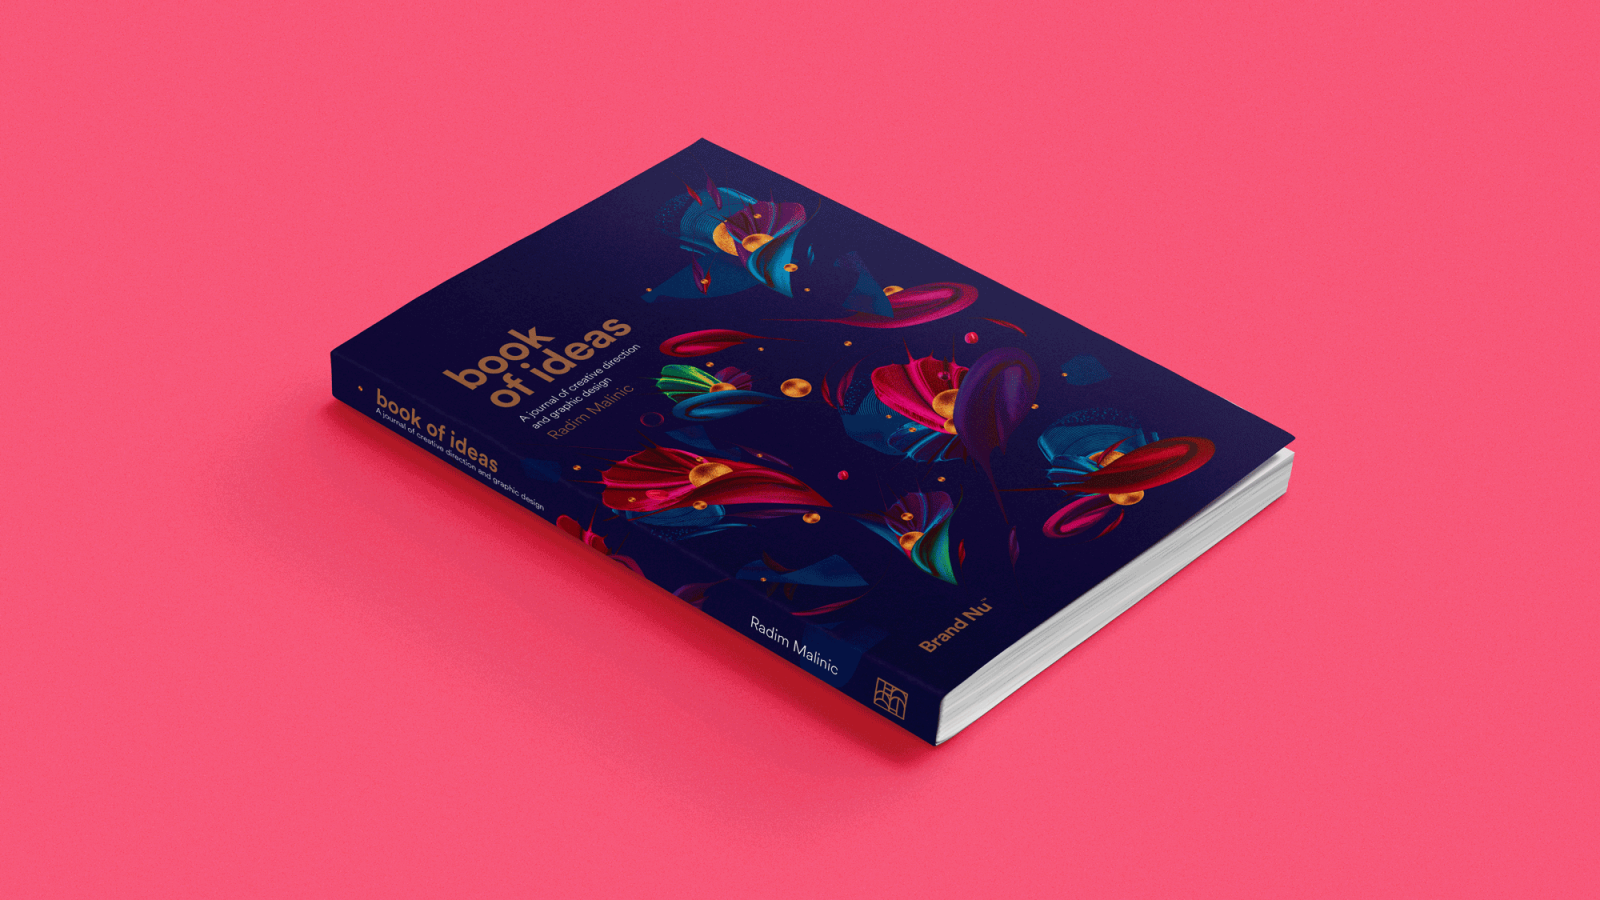 book
of ideas
A journal of creative direction
and graphic design
Radim Malinic
Brand Nu™
book of ideas
A journal of creative direction and graphic design
Radim Malinic